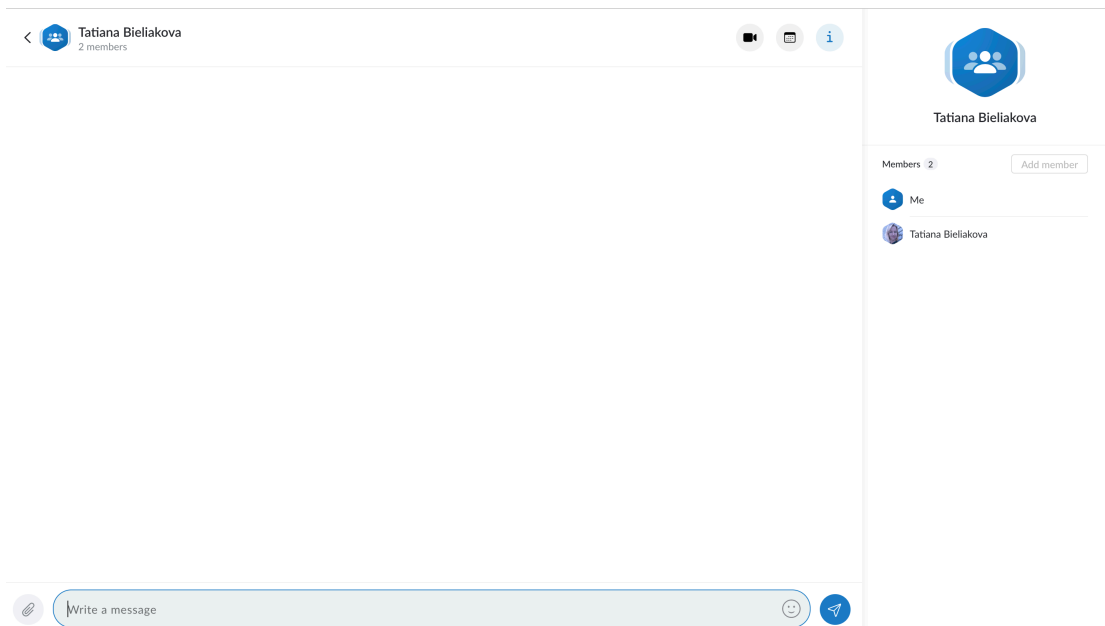 Tatiana Bieliakova
2 members
Write a message
Tatiana Bieliakova
Members 2
Add member
Me
Tatiana Bieliakova